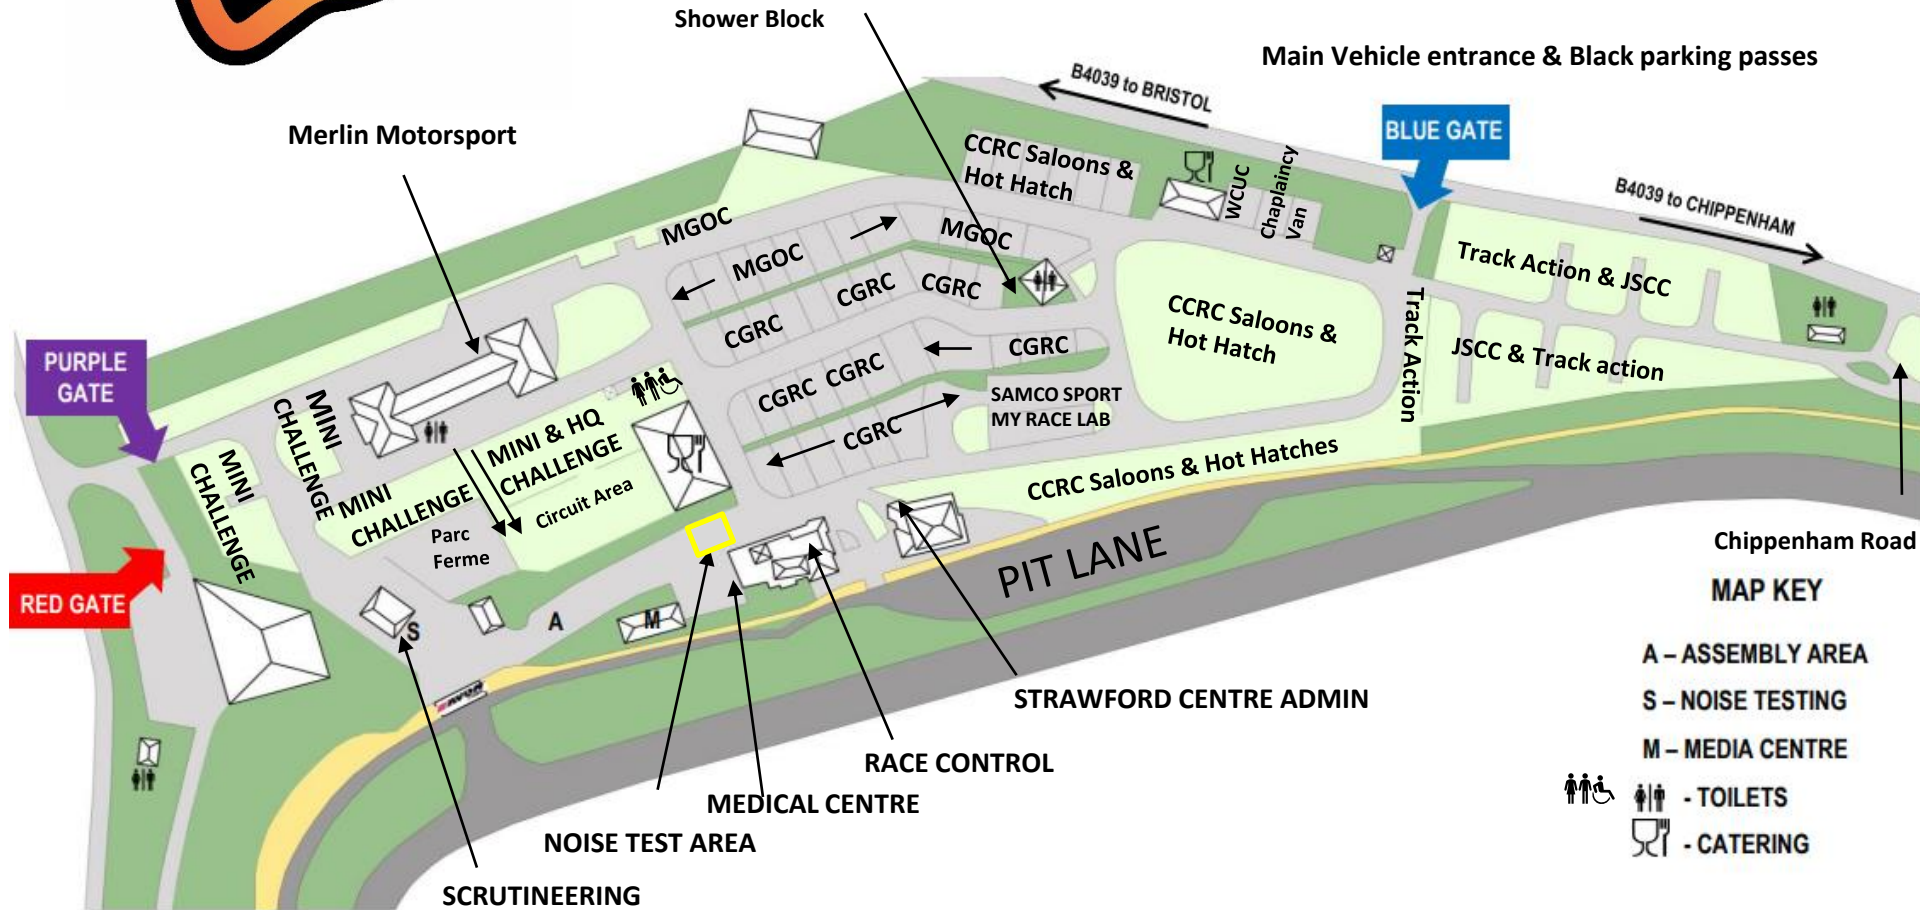 Shower Block
Main Vehicle entrance & Black parking passes
B4039 to BRISTOL
BLUE GATE
Merlin Motorsport
CCRC Saloons &
Hot Hatch
WCUC
Chaplaincy
Van
B4039 to CHIPPENHAM
MGOC
MGOC
MGOC
Track Action & JSCC
CGRC
CGRC
CGRC
CCRC Saloons &
Hot Hatch
Track Action
JSCC & Track action
PURPLE
GATE
CGRC
CGRC
CGRC
SAMCO SPORT
MY RACE LAB
CGRC
MINI
CHALLENGE
MINI & HQ
CHALLENGE
Circuit Area
MINI
CHALLENGE
MINI
CHALLENGE
Parc
Ferme
CCRC Saloons & Hot Hatches
PIT LANE
RED GATE
S
A
M
Chippenham Road
MAP KEY
A – ASSEMBLY AREA
S – NOISE TESTING
M – MEDIA CENTRE
- TOILETS
- CATERING
STRAWFORD CENTRE ADMIN
RACE CONTROL
MEDICAL CENTRE
NOISE TEST AREA
SCRUTINEERING